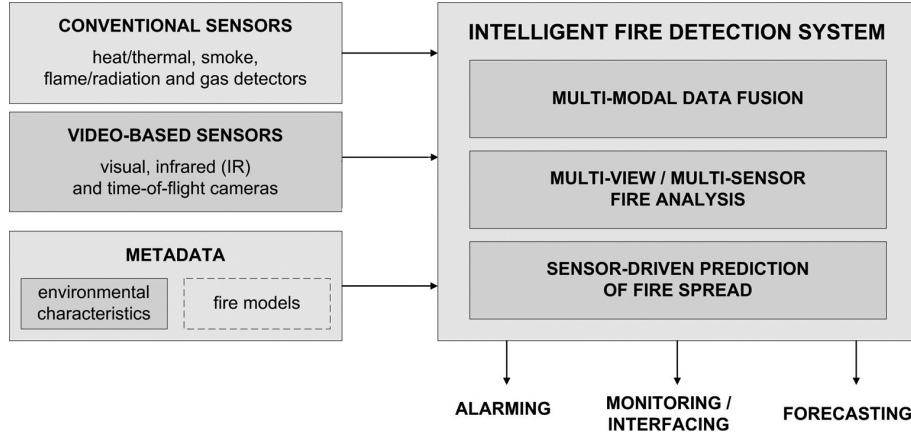 CONVENTIONAL SENSORS
heat/thermal, smoke,
flame/radiation and gas detectors
VIDEO-BASED SENSORS
visual, infrared (IR)
and time-of-flight cameras
METADATA
environmental
characteristics
fire models
INTELLIGENT FIRE DETECTION SYSTEM
MULTI-MODAL DATA FUSION
MULTI-VIEW / MULTI-SENSOR
FIRE ANALYSIS
SENSOR-DRIVEN PREDICTION
OF FIRE SPREAD
ALARMING
MONITORING /
INTERFACING
FORECASTING